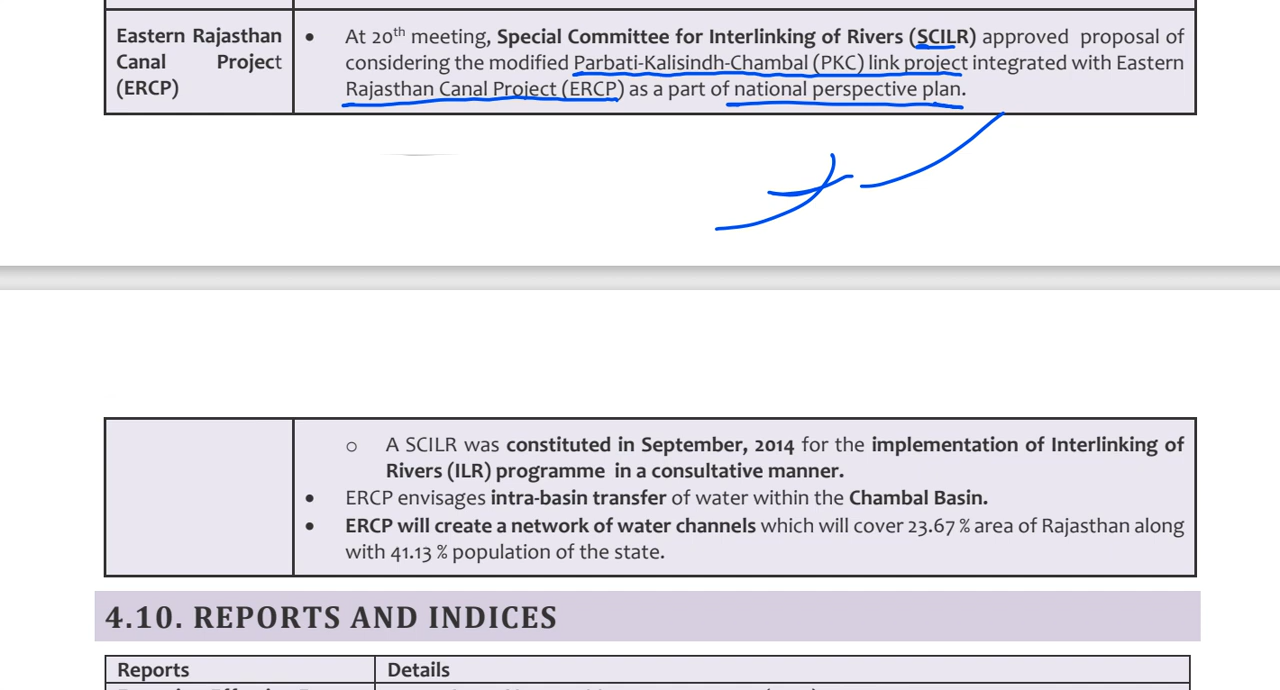 Eastern Rajasthan
Canal Project
(ERCP)
• At 20th meeting, Special Committee for Interlinking of Rivers (SCILR) approved proposal of
considering the modified Parbati-Kalisindh-Chambal (PKC) link project integrated with Eastern
Rajasthan Canal Project (ERCP) as a part of national perspective plan.
o A SCILR was constituted in September, 2014 for the implementation of Interlinking of
Rivers (ILR) programme in a consultative manner.
• ERCP envisages intra-basin transfer of water within the Chambal Basin.
• ERCP will create a network of water channels which will cover 23.67 % area of Rajasthan along
with 41.13 % population of the state.
4.10. REPORTS AND INDICES
Reports Details